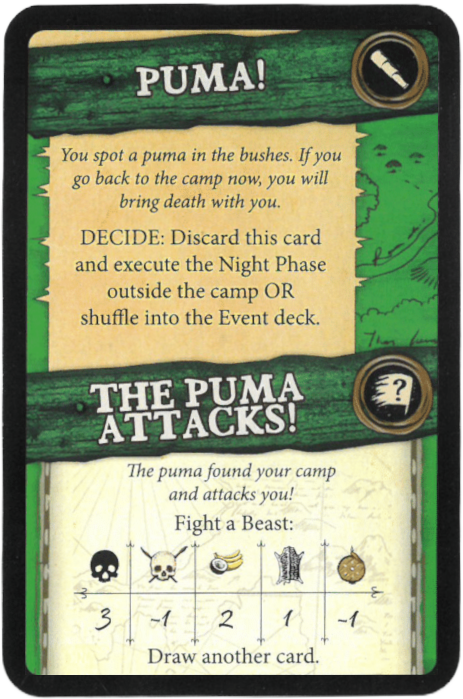 PUMA!
You spot a puma in the bushes. If you
go back to the camp now, you will
bring death with you.
DECIDE: Discard this card
and execute the Night Phase
outside the camp OR
shuffle into the Event deck.
THE PUMA
ATTACKS!
?
The puma found your camp
and attacks you!
Fight a Beast:
3 -1 2 1 -1
Draw another card.